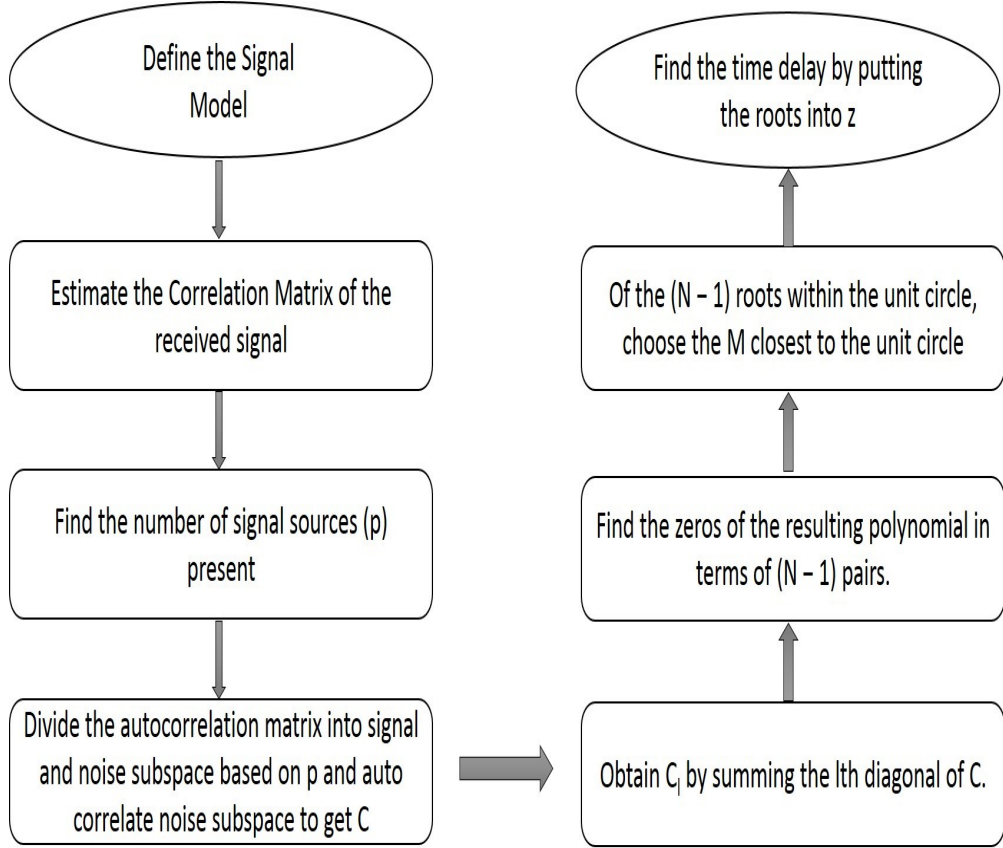 Define the Signal
Model
Estimate the Correlation Matrix of the
received signal
Find the number of signal sources (p)
present
Divide the autocorrelation matrix into signal
and noise subspace based on p and auto
correlate noise subspace to get C
Obtain Cl by summing the lth diagonal of C.
Find the zeros of the resulting polynomial in
terms of (N – 1) pairs.
Of the (N – 1) roots within the unit circle,
choose the M closest to the unit circle
Find the time delay by putting
the roots into z